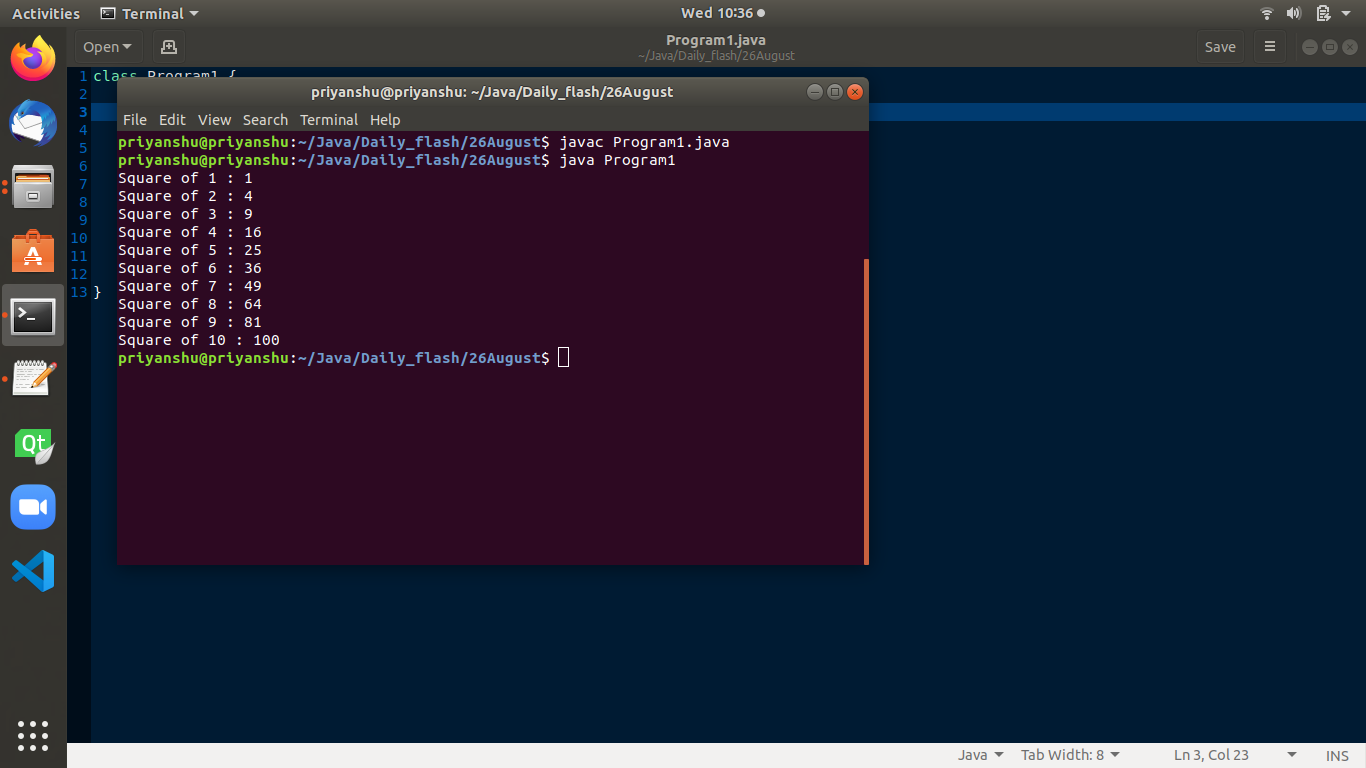 Activities Terminal Wed 10:36
Open Program1.java Save
~/Java/Daily_flash/26August
1 class Program1 {
2
3
4
5
6
7
8
9
10
11
12
13 }
priyanshu@priyanshu: ~/Java/Daily_flash/26August
File Edit View Search Terminal Help
priyanshu@priyanshu:~/Java/Daily_flash/26August$ javac Program1.java
priyanshu@priyanshu:~/Java/Daily_flash/26August$ java Program1
Square of 1 : 1
Square of 2 : 4
Square of 3 : 9
Square of 4 : 16
Square of 5 : 25
Square of 6 : 36
Square of 7 : 49
Square of 8 : 64
Square of 9 : 81
Square of 10 : 100
priyanshu@priyanshu:~/Java/Daily_flash/26August$
Qt
Java Tab Width: 8 Ln 3, Col 23 INS